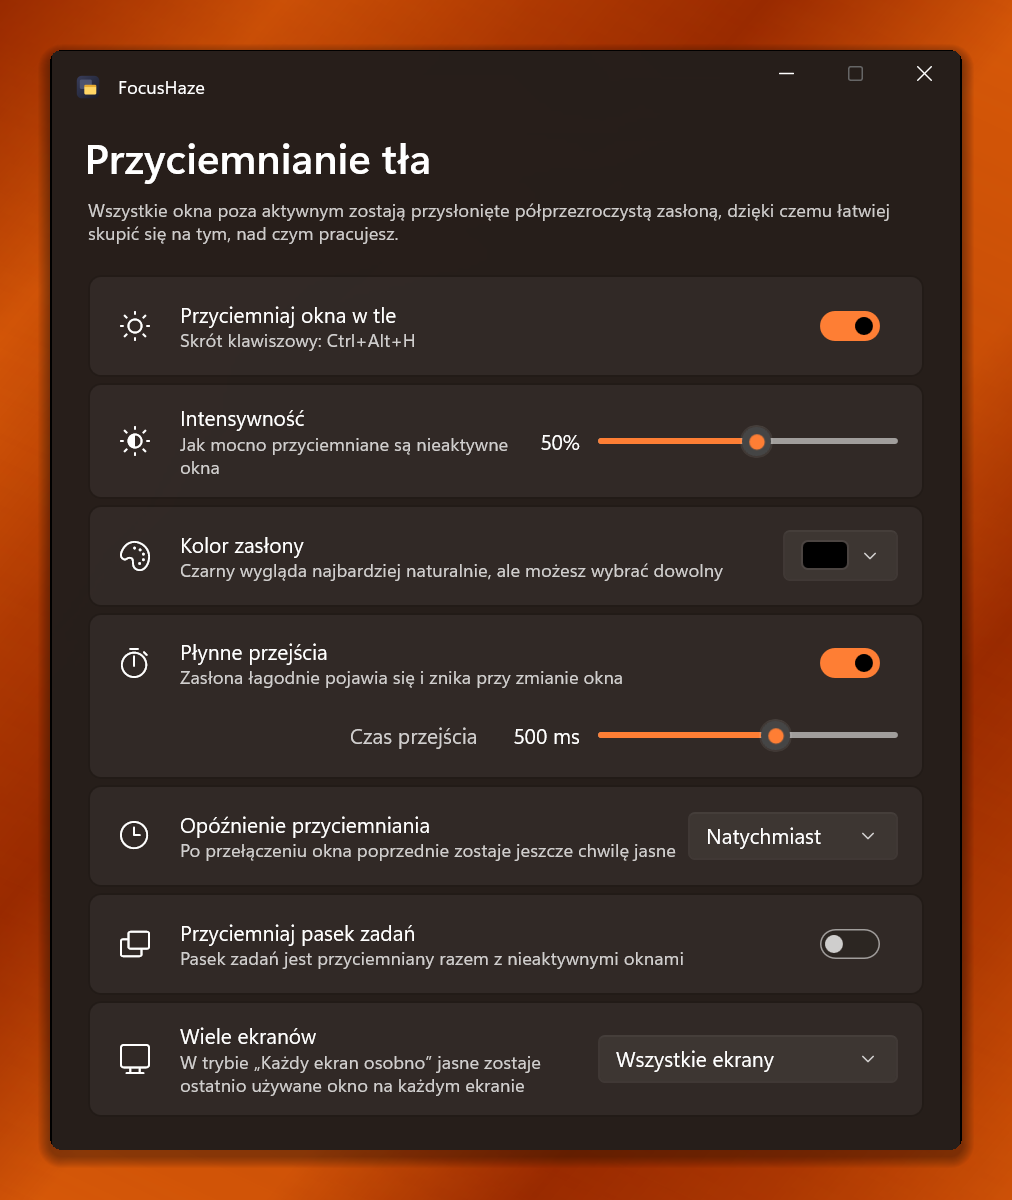 FocusHaze
Przyciemnianie tła
Wszystkie okna poza aktywnym zostają przysłonięte półprzezroczystą zasłoną, dzięki czemu łatwiej
skupić się na tym, nad czym pracujesz.
Przyciemniaj okna w tle
Skrót klawiszowy: Ctrl+Alt+H
Intensywność
Jak mocno przyciemniane są nieaktywne
okna
50%
Kolor zasłony
Czarny wygląda najbardziej naturalnie, ale możesz wybrać dowolny
Płynne przejścia
Zasłona łagodnie pojawia się i znika przy zmianie okna
Czas przejścia
500 ms
Opóźnienie przyciemniania
Po przełączeniu okna poprzednie zostaje jeszcze chwilę jasne
Natychmiast
Przyciemniaj pasek zadań
Pasek zadań jest przyciemniany razem z nieaktywnymi oknami
Wiele ekranów
W trybie „Każdy ekran osobno” jasne zostaje
ostatnio używane okno na każdym ekranie
Wszystkie ekrany